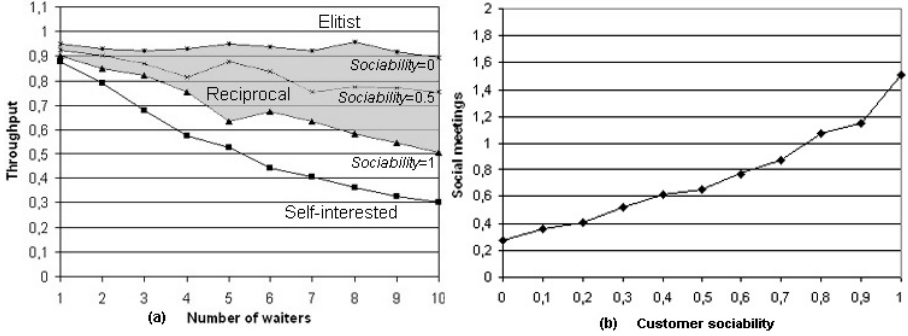 1,1
1
0,9
0,8
0,7
0,6
0,5
0,4
0,3
0,2
0,1
0
Throughput
Elitist
Sociability=0
Reciprocal
Sociability=0.5
Sociability=1
Self-interested
1 2 3 4 5 6 7 8 9 10
(a) Number of waiters
2
1,8
1,6
1,4
1,2
1
0,8
0,6
0,4
0,2
0
Social meetings
0 0,1 0,2 0,3 0,4 0,5 0,6 0,7 0,8 0,9 1
(b) Customer sociability